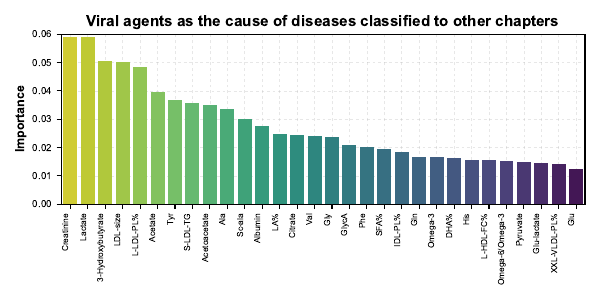 Viral agents as the cause of diseases classified to other chapters
Importance
0.06
0.05
0.04
0.03
0.02
0.01
0.00
Creatinine
Lactate
3-Hydroxybutyrate
LDL-size
L-LDL-PL%
Acetate
Tyr
S-LDL-TG
Acetoacetate
Ala
Albumin
LA%
Citrate
Val
Gly
GlycA
Phe
SFA%
IDL-PL%
Gln
Omega-3
DHA%
His
L-HDL-FC%
Omega-6/Omega-3
Pyruvate
Glu-lactate
XXL-VLDL-PL%
Glu